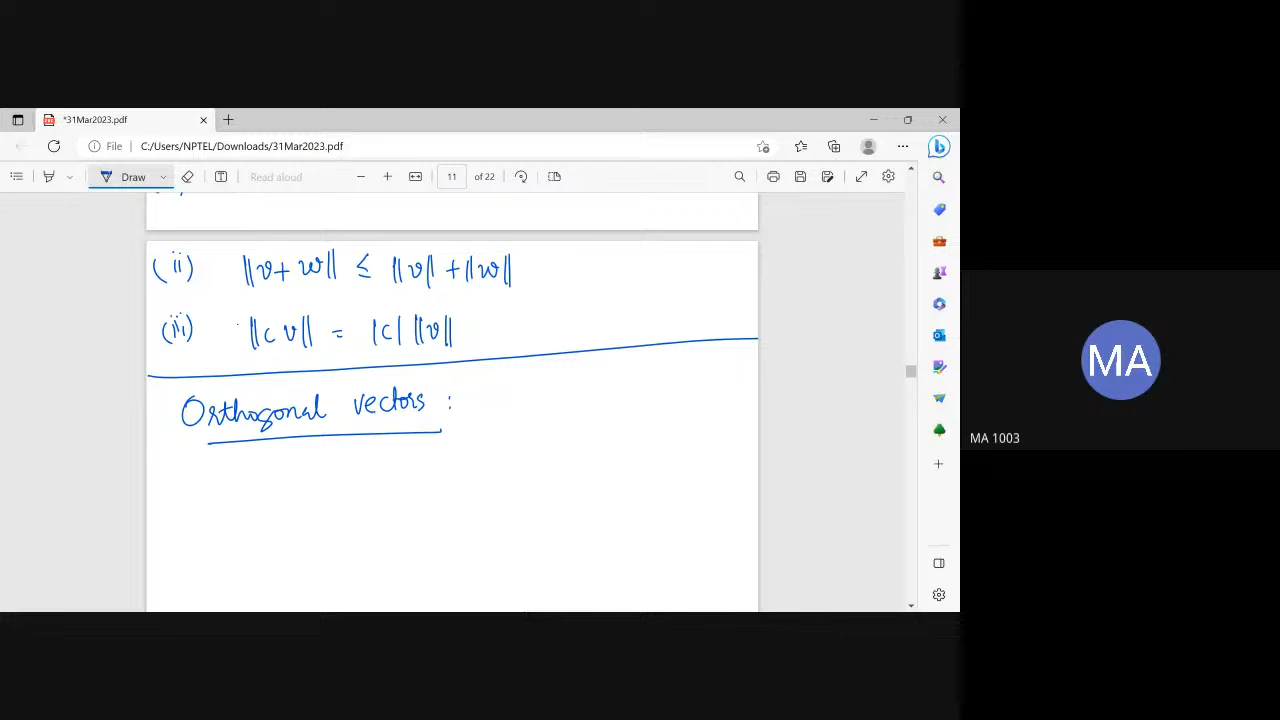 *31Mar2023.pdf
File
C:/Users/NPTEL/Downloads/31Mar2023.pdf
Draw
Read aloud
11 of 22
(ii) ||v + w|| ≤ ||v|| + ||w||
(iii) ||c v|| = |c| ||v||
Orthogonal vectors :
MA
MA 1003